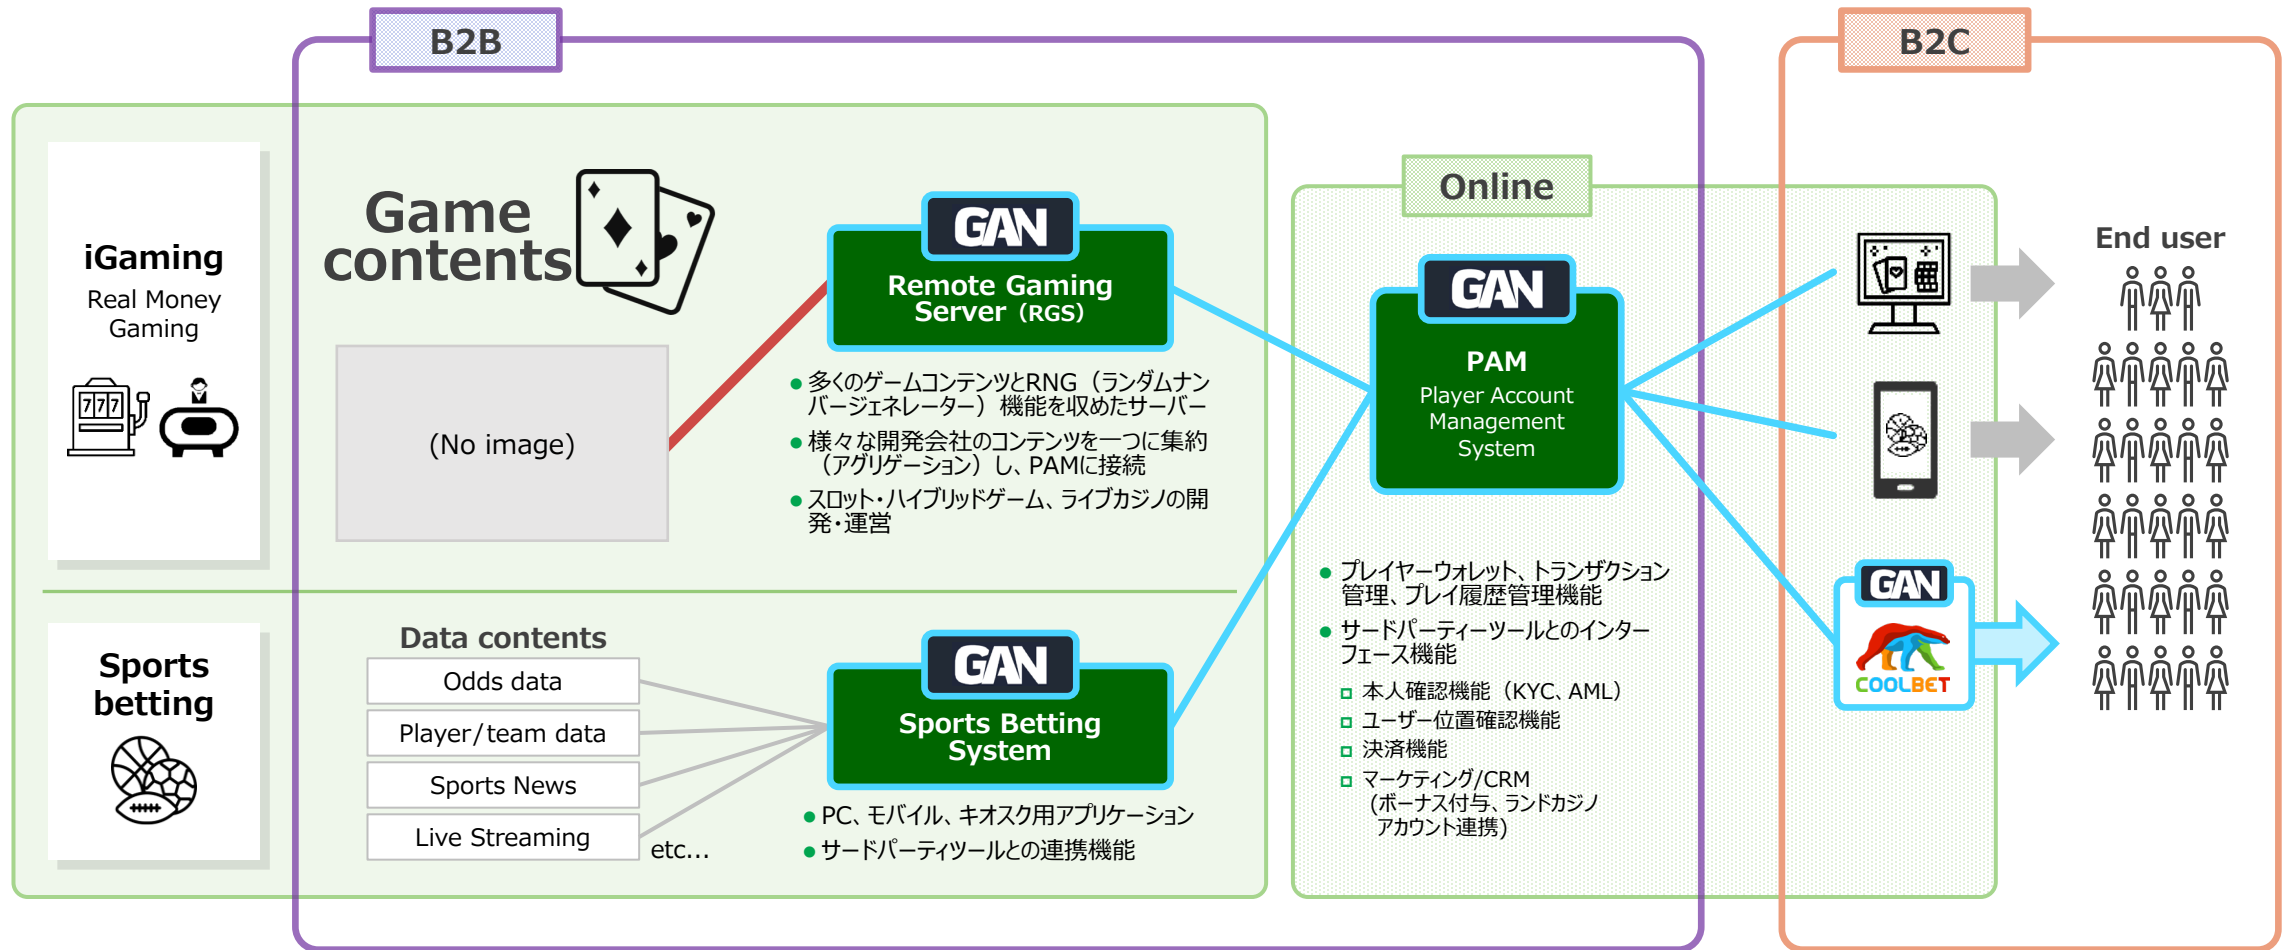 B2B
B2C
iGaming
Real Money
Gaming
777
Game
contents
(No image)
GAN
Remote Gaming
Server（RGS）
● 多くのゲームコンテンツとRNG（ランダムナン
バージェネレーター）機能を収めたサーバー
● 様々な開発会社のコンテンツを一つに集約
（アグリゲーション）し、PAMに接続
● スロット・ハイブリッドゲーム、ライブカジノの開
発・運営
Sports
betting
Data contents
Odds data
Player/team data
Sports News
Live Streaming
etc...
GAN
Sports Betting
System
● PC、モバイル、キオスク用アプリケーション
● サードパーティツールとの連携機能
Online
GAN
PAM
Player Account
Management
System
● プレイヤーウォレット、トランザクション
管理、プレイ履歴管理機能
● サードパーティーツールとのインター
フェース機能
本人確認機能（KYC、AML）
ユーザー位置確認機能
決済機能
マーケティング/CRM
(ボーナス付与、ランドカジノ
アカウント連携)
GAN
COOLBET
End user